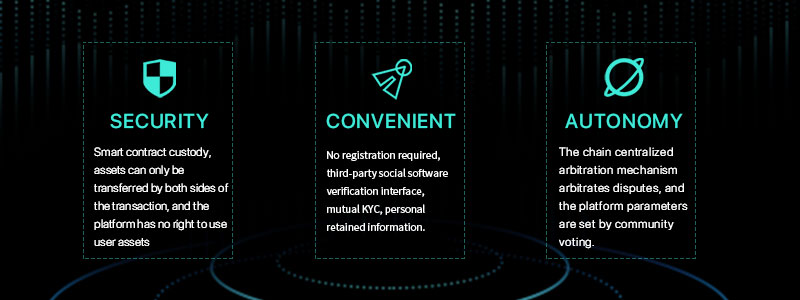 SECURITY
Smart contract custody,
assets can only be
transferred by both sides of
the transaction, and the
platform has no right to use
user assets
CONVENIENT
No registration required,
third-party social software
verification interface,
mutual KYC, personal
retained information.
AUTONOMY
The chain centralized
arbitration mechanism
arbitrates disputes, and
the platform parameters
are set by community
voting.